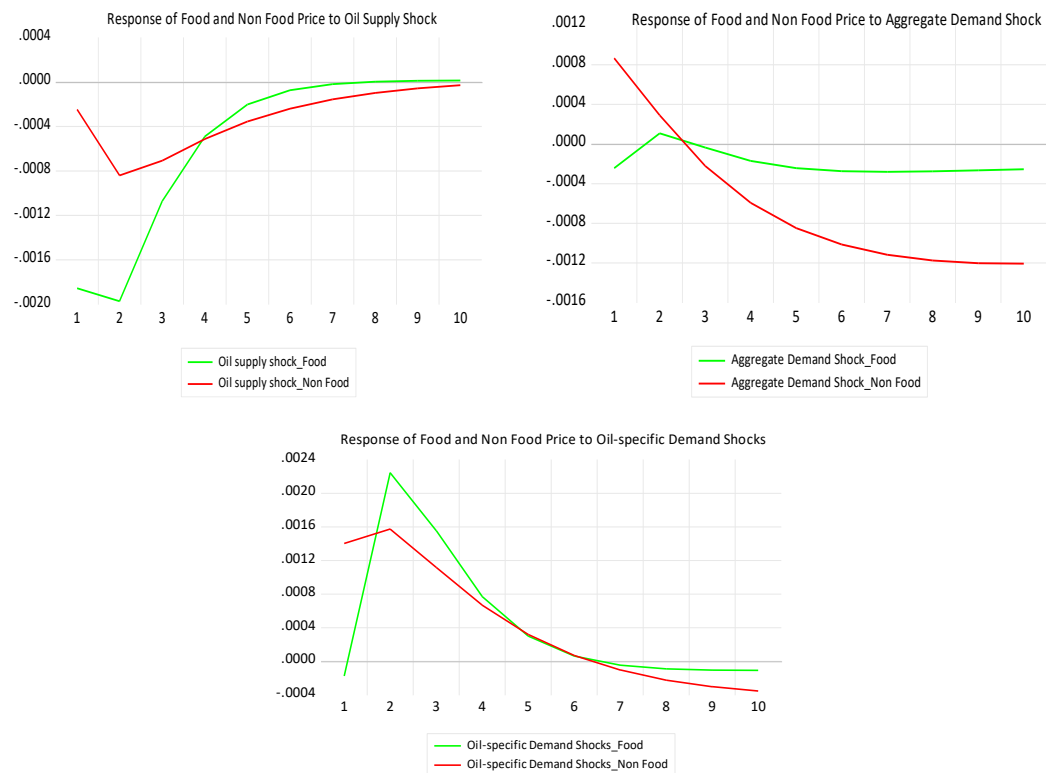 Response of Food and Non Food Price to Oil Supply Shock
.0004
.0000
-.0004
-.0008
-.0012
-.0016
-.0020
1 2 3 4 5 6 7 8 9 10
Oil supply shock_Food
Oil supply shock_Non Food
Response of Food and Non Food Price to Aggregate Demand Shock
.0012
.0008
.0004
.0000
-.0004
-.0008
-.0012
-.0016
1 2 3 4 5 6 7 8 9 10
Aggregate Demand Shock_Food
Aggregate Demand Shock_Non Food
Response of Food and Non Food Price to Oil-specific Demand Shocks
.0024
.0020
.0016
.0012
.0008
.0004
.0000
-.0004
1 2 3 4 5 6 7 8 9 10
Oil-specific Demand Shocks_Food
Oil-specific Demand Shocks_Non Food